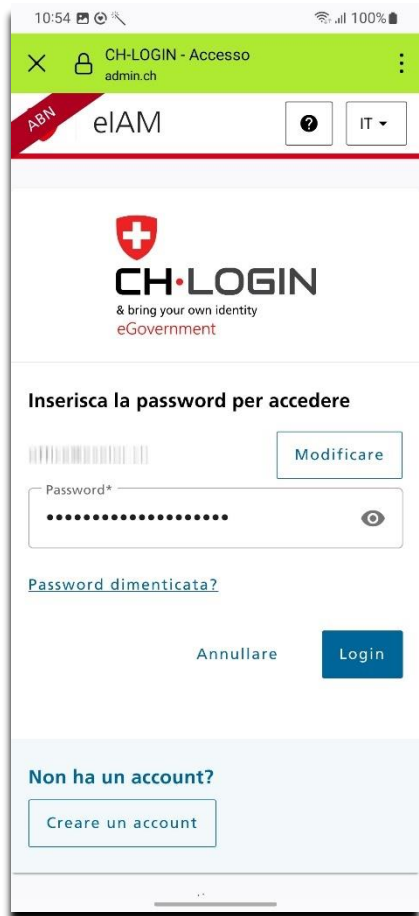 10:54 100%
CH-LOGIN - Accesso
admin.ch
ABN
eIAM
IT
CH·LOGIN
& bring your own identity
eGovernment
Inserisca la password per accedere
Modificare
Password*
••••••••••••••••••••
Password dimenticata?
Annullare Login
Non ha un account?
Creare un account